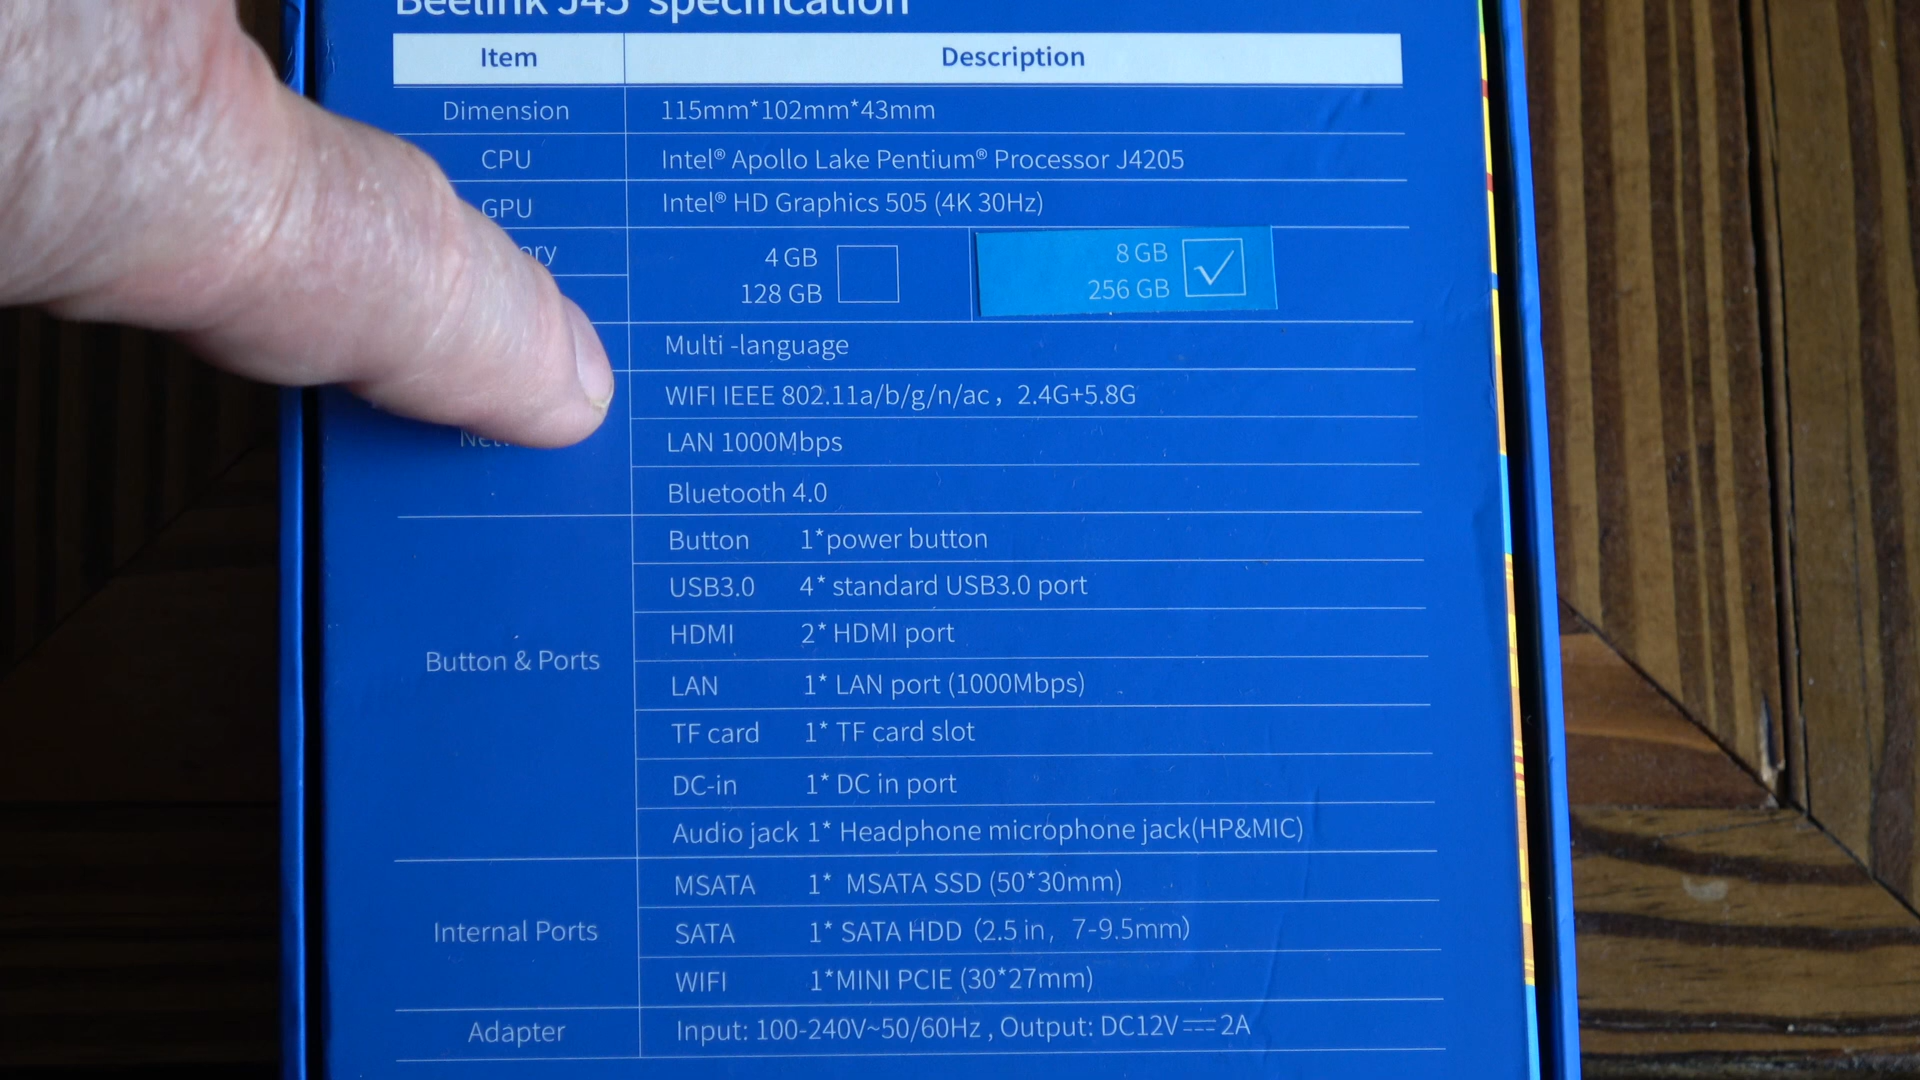 Beelink J45 specification
Item Description
Dimension 115mm*102mm*43mm
CPU Intel® Apollo Lake Pentium® Processor J4205
GPU Intel® HD Graphics 505 (4K 30Hz)
4 GB 8 GB
128 GB 256 GB
Multi -language
WIFI IEEE 802.11a/b/g/n/ac, 2.4G+5.8G
LAN 1000Mbps
Bluetooth 4.0
Button & Ports
Button 1*power button
USB3.0 4* standard USB3.0 port
HDMI 2* HDMI port
LAN 1* LAN port (1000Mbps)
TF card 1* TF card slot
DC-in 1* DC in port
Audio jack 1* Headphone microphone jack(HP&MIC)
Internal Ports
MSATA 1* MSATA SSD (50*30mm)
SATA 1* SATA HDD (2.5 in, 7-9.5mm)
WIFI 1*MINI PCIE (30*27mm)
Adapter Input: 100-240V~50/60Hz , Output: DC12V⎓2A